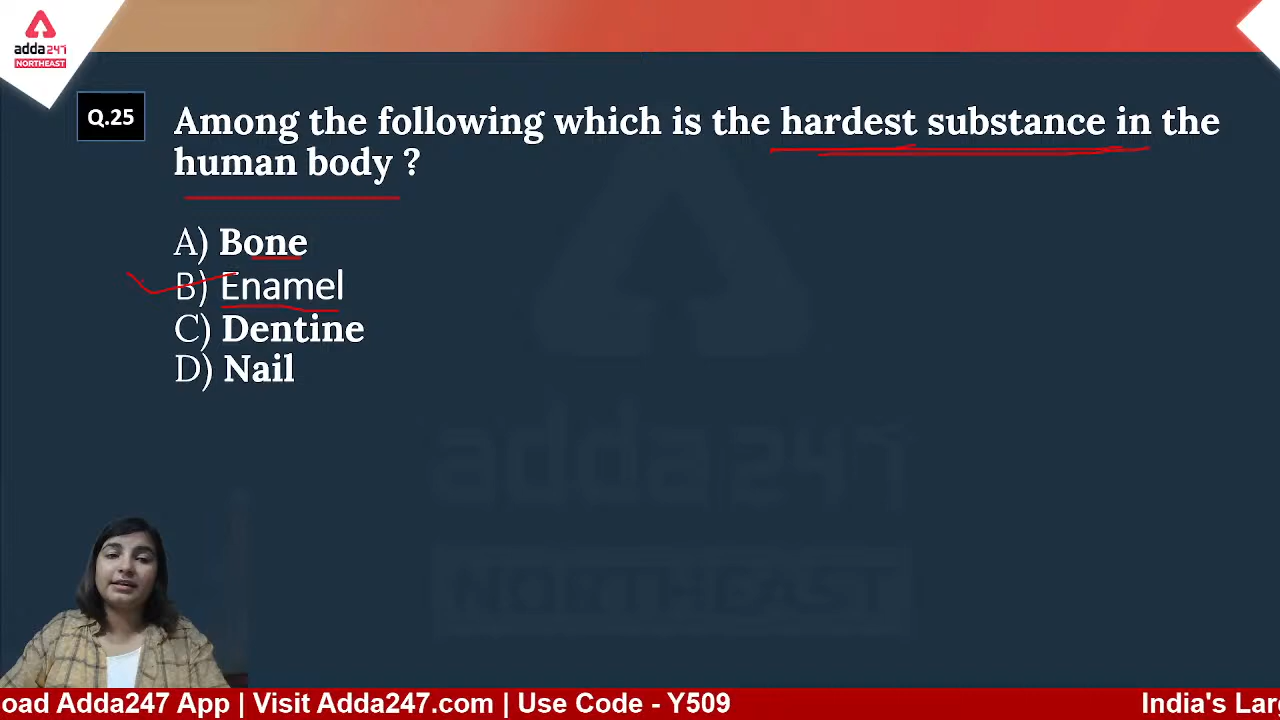 adda247
NORTHEAST
Q.25
Among the following which is the hardest substance in the
human body ?
A) Bone
B) Enamel
C) Dentine
D) Nail
adda247
NORTHEAST
oad Adda247 App | Visit Adda247.com | Use Code - Y509
India's Lar